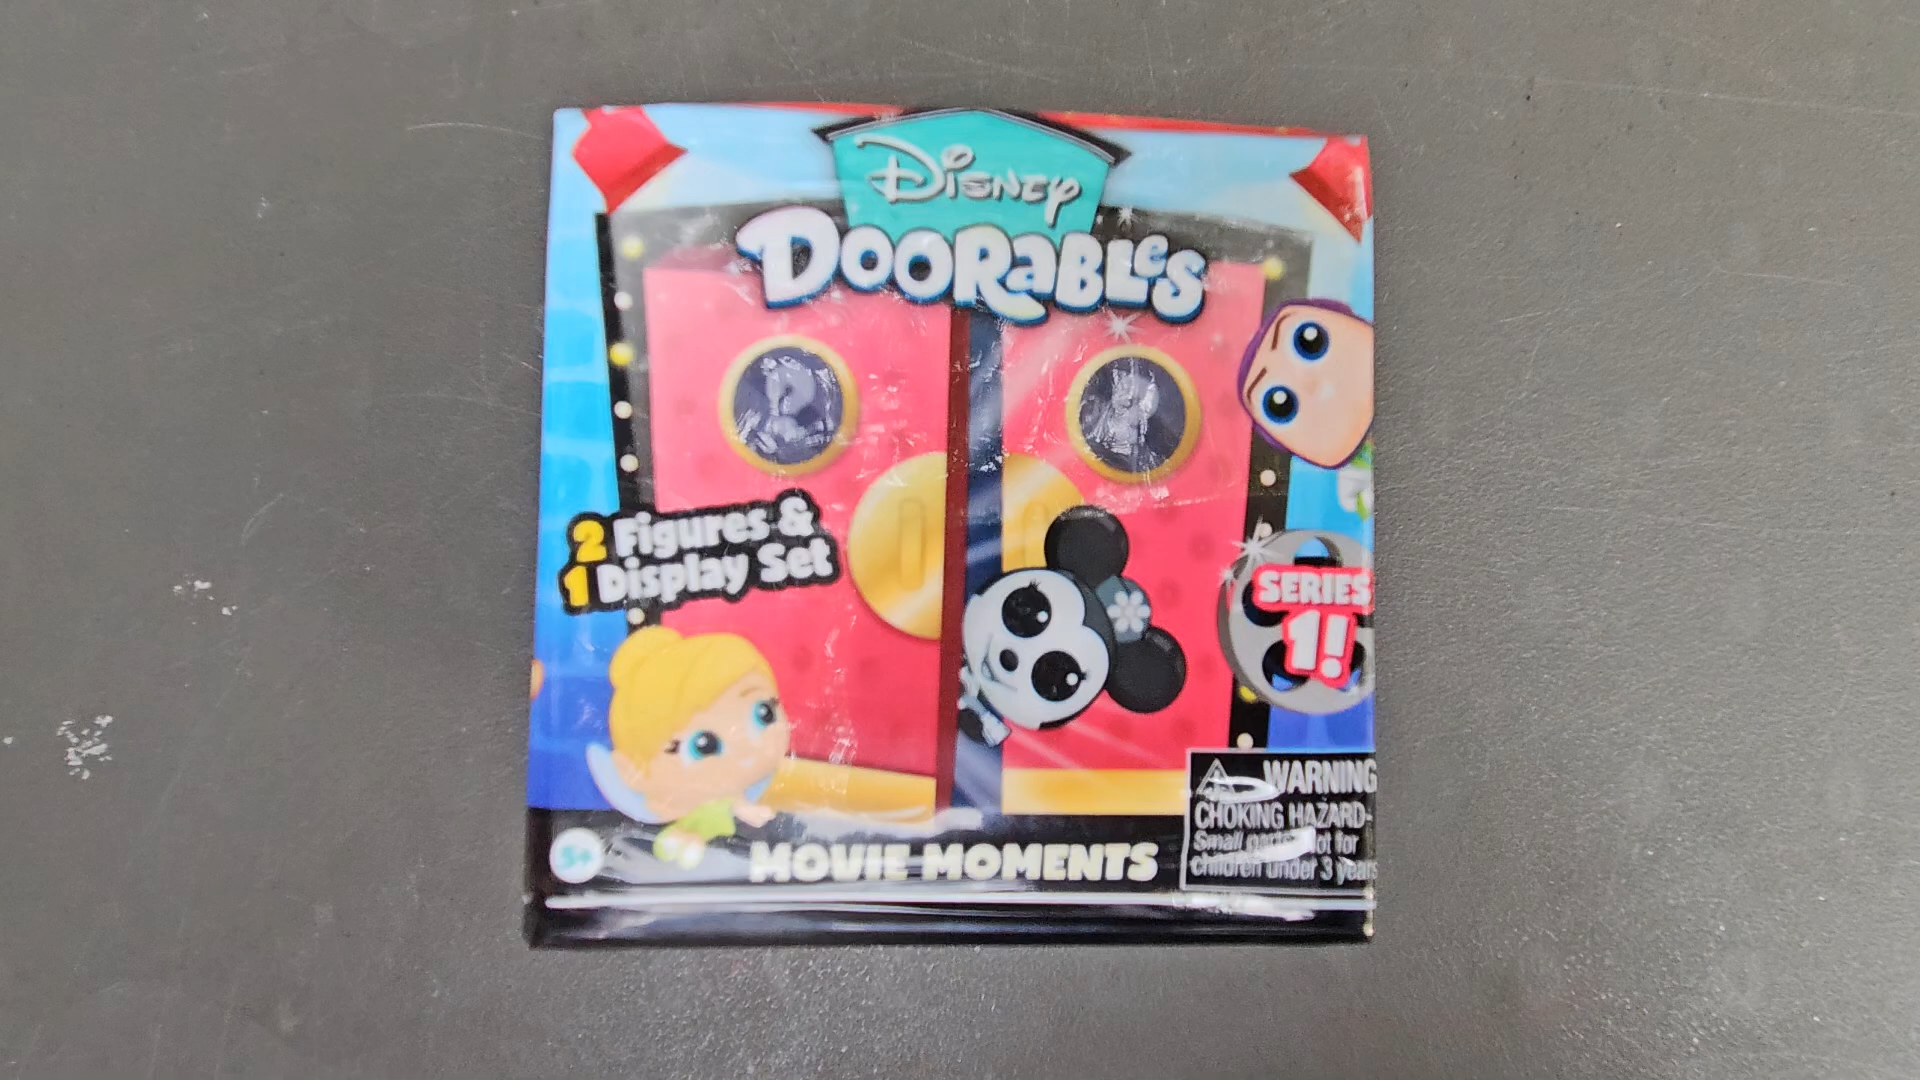 Disney
DOORABLES
2 Figures &
1 Display Set
SERIES
1!
WARNING
CHOKING HAZARD-
Small parts. Not for
children under 3 years
5+
MOVIE MOMENTS